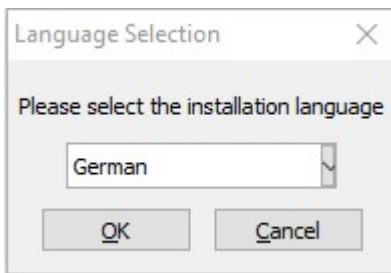 Language Selection
Please select the installation language
German
OK
Cancel